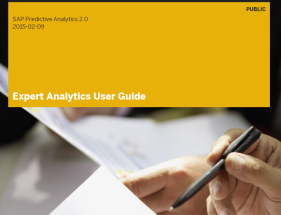 PUBLIC
SAP Predictive Analytics 2.0
2015-02-09
Expert Analytics User Guide